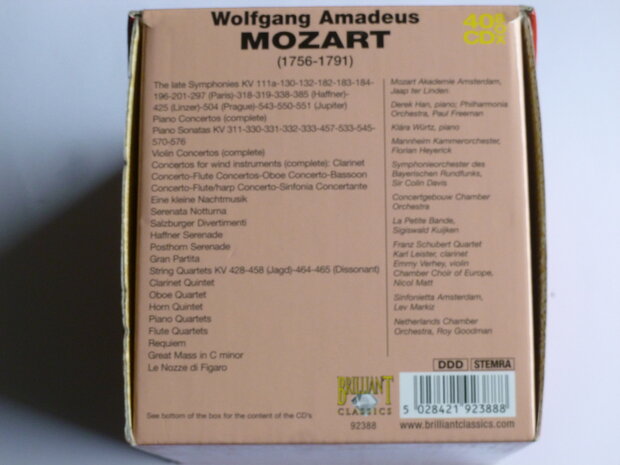 Wolfgang Amadeus
MOZART
(1756-1791)
40
CDs
The late Symphonies KV 111a-130-132-182-183-184-
196-201-297 (Paris)-318-319-338-385 (Haffner)-
425 (Linzer)-504 (Prague)-543-550-551 (Jupiter)
Piano Concertos (complete)
Piano Sonatas KV 311-330-331-332-333-457-533-545-
570-576
Violin Concertos (complete)
Concertos for wind instruments (complete): Clarinet
Concerto-Flute Concertos-Oboe Concerto-Bassoon
Concerto-Flute/harp Concerto-Sinfonia Concertante
Eine kleine Nachtmusik
Serenata Notturna
Salzburger Divertimenti
Haffner Serenade
Posthorn Serenade
Gran Partita
String Quartets KV 428-458 (Jagd)-464-465 (Dissonant)
Clarinet Quintet
Oboe Quartet
Horn Quintet
Piano Quartets
Flute Quartets
Requiem
Great Mass in C minor
Le Nozze di Figaro
Mozart Akademie Amsterdam,
Jaap ter Linden
Derek Han, piano; Philharmonia
Orchestra, Paul Freeman
Klára Würtz, piano
Mannheim Kammerorchester,
Florian Heyerick
Symphonieorchester des
Bayerischen Rundfunks,
Sir Colin Davis
Concertgebouw Chamber
Orchestra
La Petite Bande,
Sigiswald Kuijken
Franz Schubert Quartet
Karl Leister, clarinet
Emmy Verhey, violin
Chamber Choir of Europe,
Nicol Matt
Sinfonietta Amsterdam,
Lev Markiz
Netherlands Chamber
Orchestra, Roy Goodman
DDD STEMRA
BRILLIANT
CLASSICS
92388
5 028421 923888
www.brilliantclassics.com
See bottom of the box for the content of the CD's